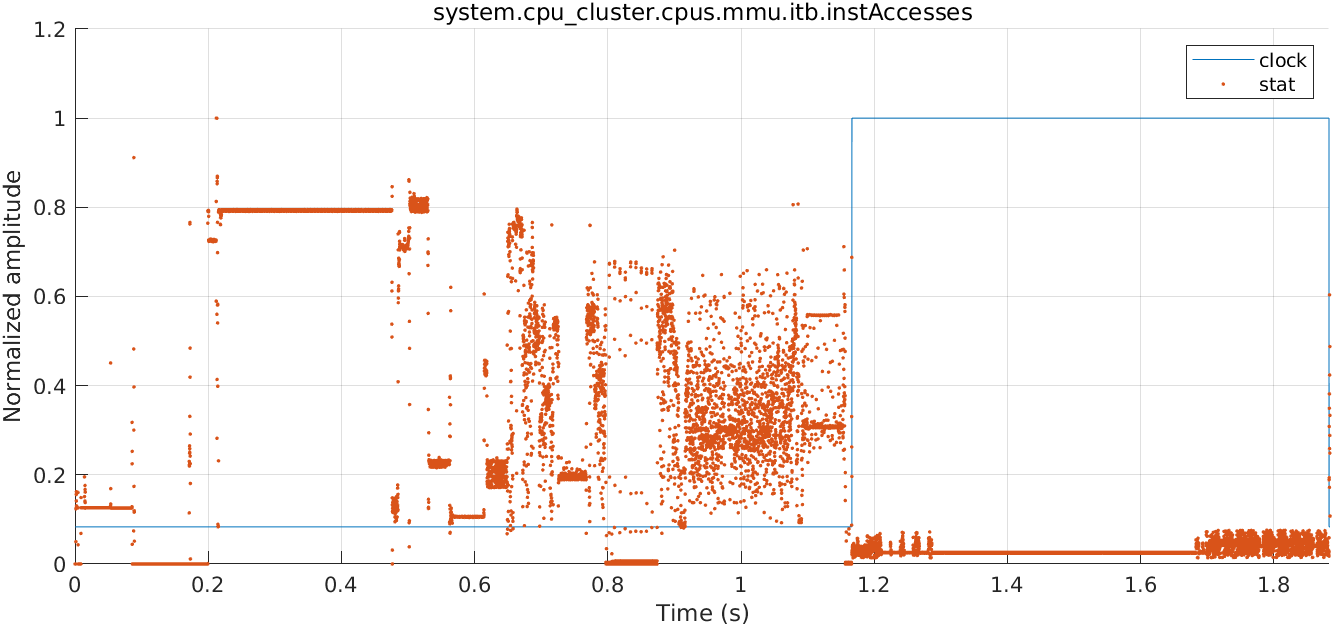 system.cpu_cluster.cpus.mmu.itb.instAccesses
1.2
1
0.8
0.6
0.4
0.2
0
Normalized amplitude
clock
stat
0 0.2 0.4 0.6 0.8 1 1.2 1.4 1.6 1.8
Time (s)